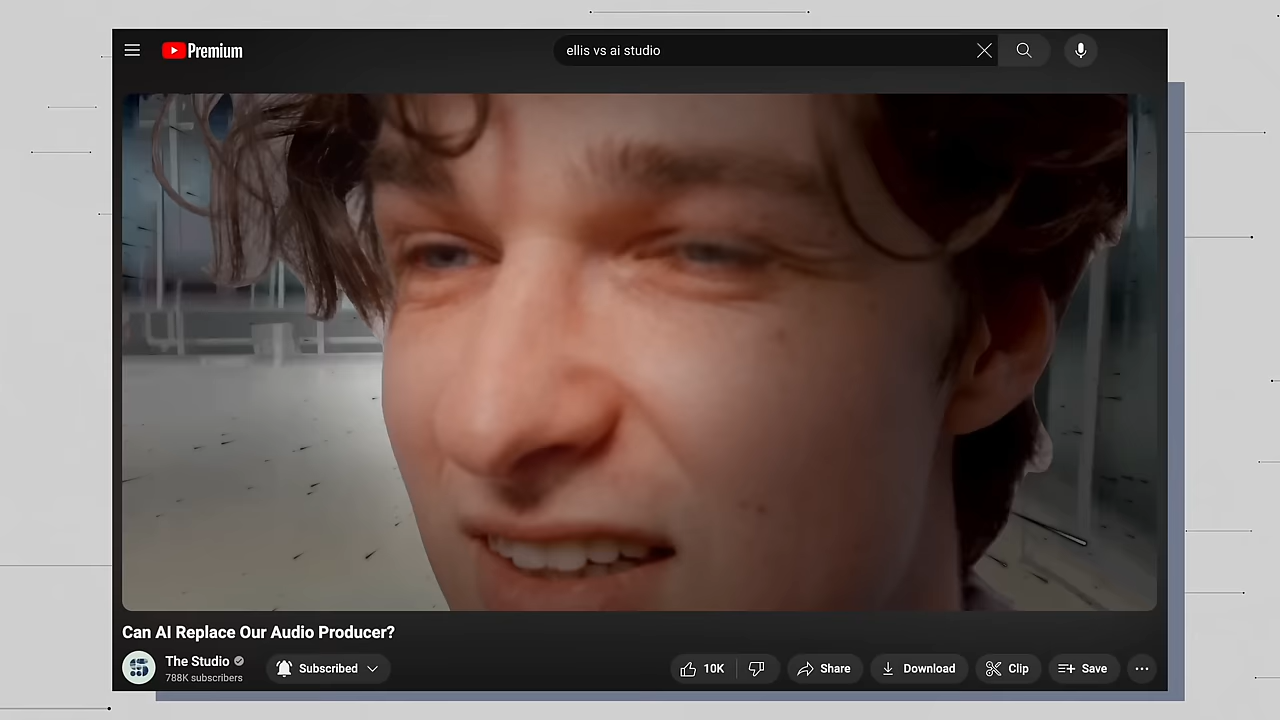 Premium
ellis vs ai studio
Can AI Replace Our Audio Producer?
The Studio
788K subscribers
Subscribed
10K
Share
Download
Clip
Save